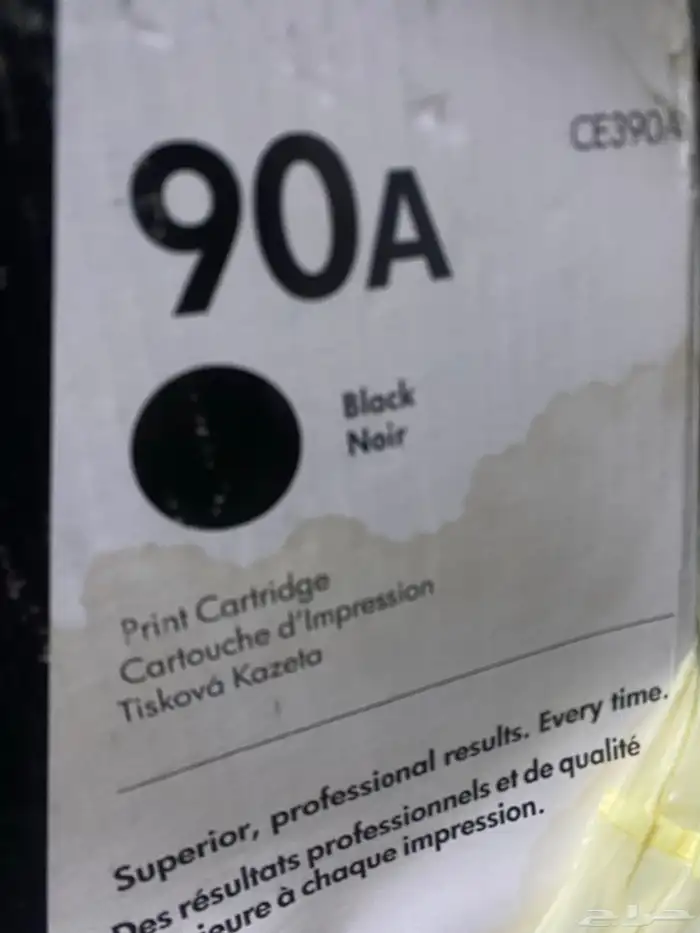 90A
CE390A
Black
Noir
Print Cartridge
Cartouche d'Impression
Tisková Kazeta
Superior, professional results. Every time.
Des résultats professionnels et de qualité
à chaque impression.
حراج